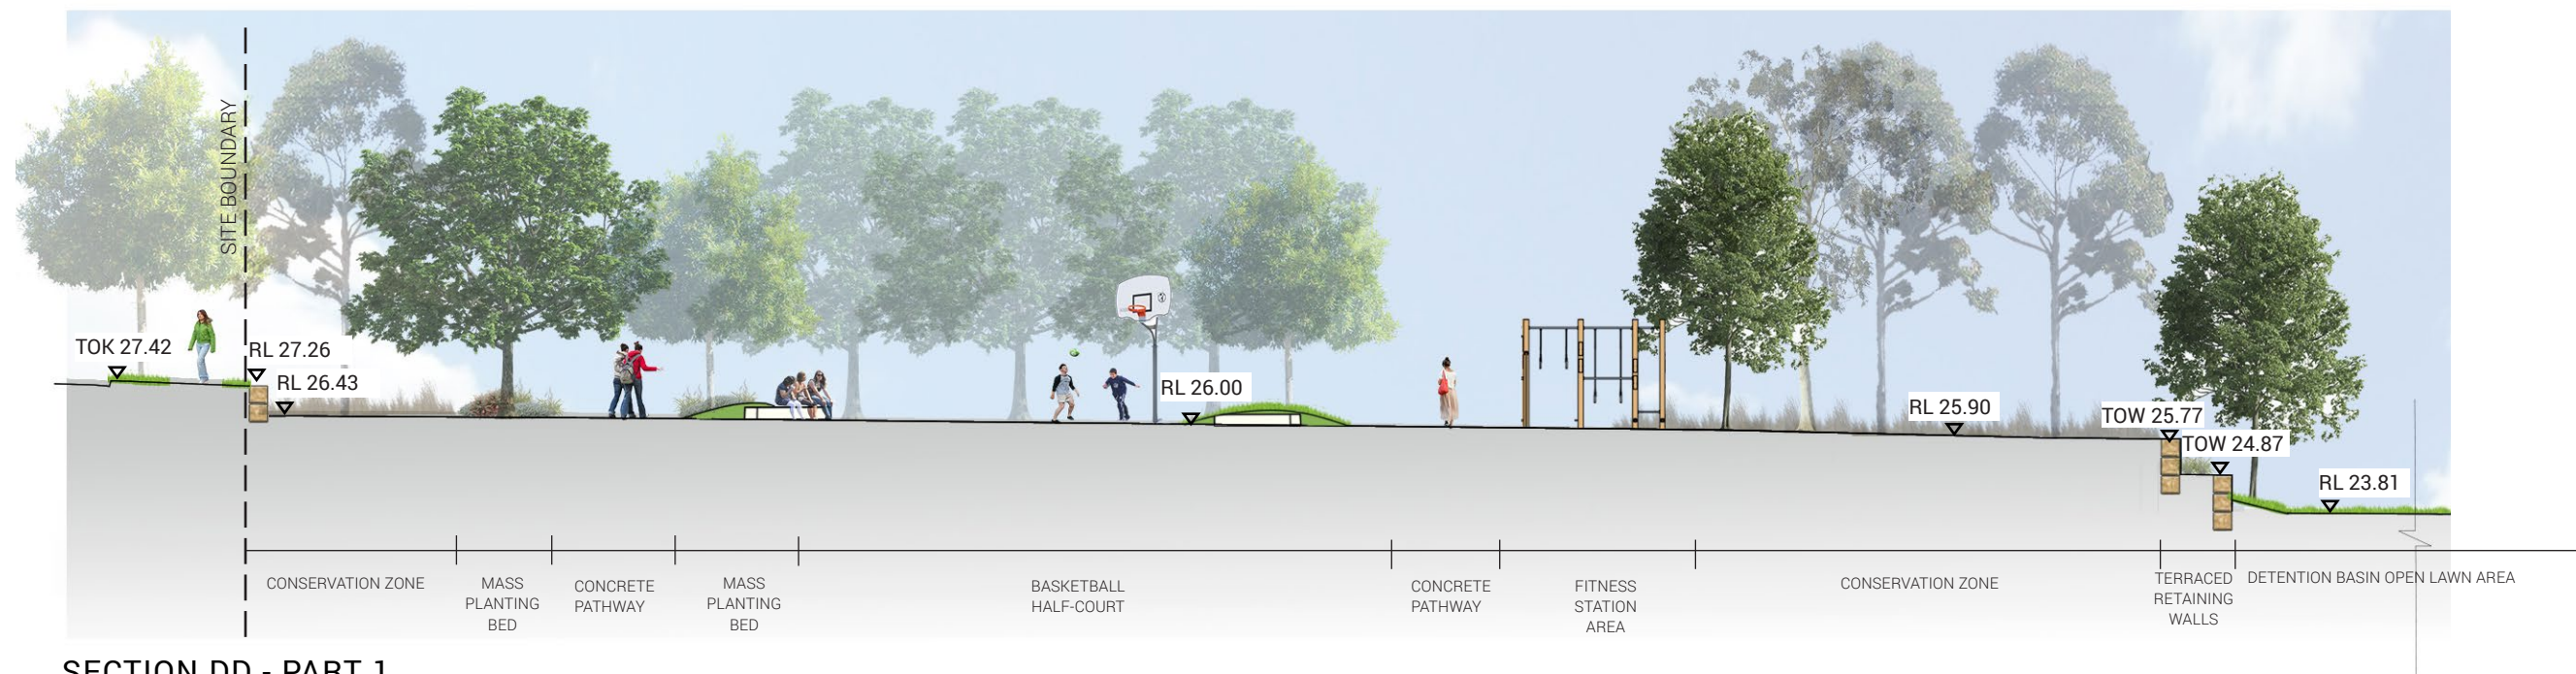 SITE BOUNDARY
TOK 27.42
RL 27.26
RL 26.43
RL 26.00
RL 25.90
TOW 25.77
TOW 24.87
RL 23.81
CONSERVATION ZONE
MASS
PLANTING
BED
CONCRETE
PATHWAY
MASS
PLANTING
BED
BASKETBALL
HALF-COURT
CONCRETE
PATHWAY
FITNESS
STATION
AREA
CONSERVATION ZONE
TERRACED
RETAINING
WALLS
DETENTION BASIN OPEN LAWN AREA
SECTION DD - PART 1